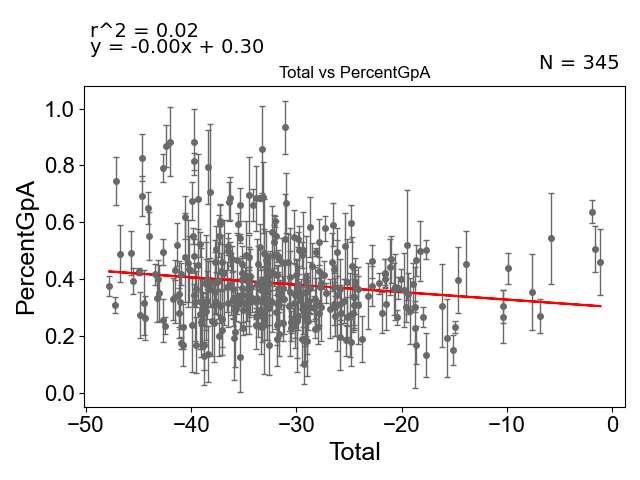 r^2 = 0.02
y = -0.00x + 0.30
N = 345
Total vs PercentGpA
1.0
0.8
0.6
0.4
0.2
0.0
PercentGpA
−50 −40 −30 −20 −10 0
Total